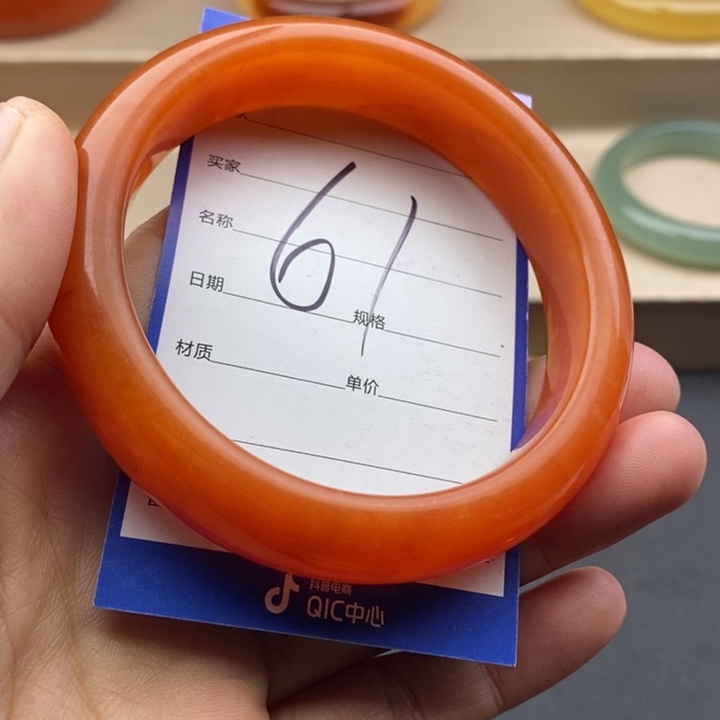 买家
61
名称
日期 规格
材质 单价
抖音电商
QIC中心